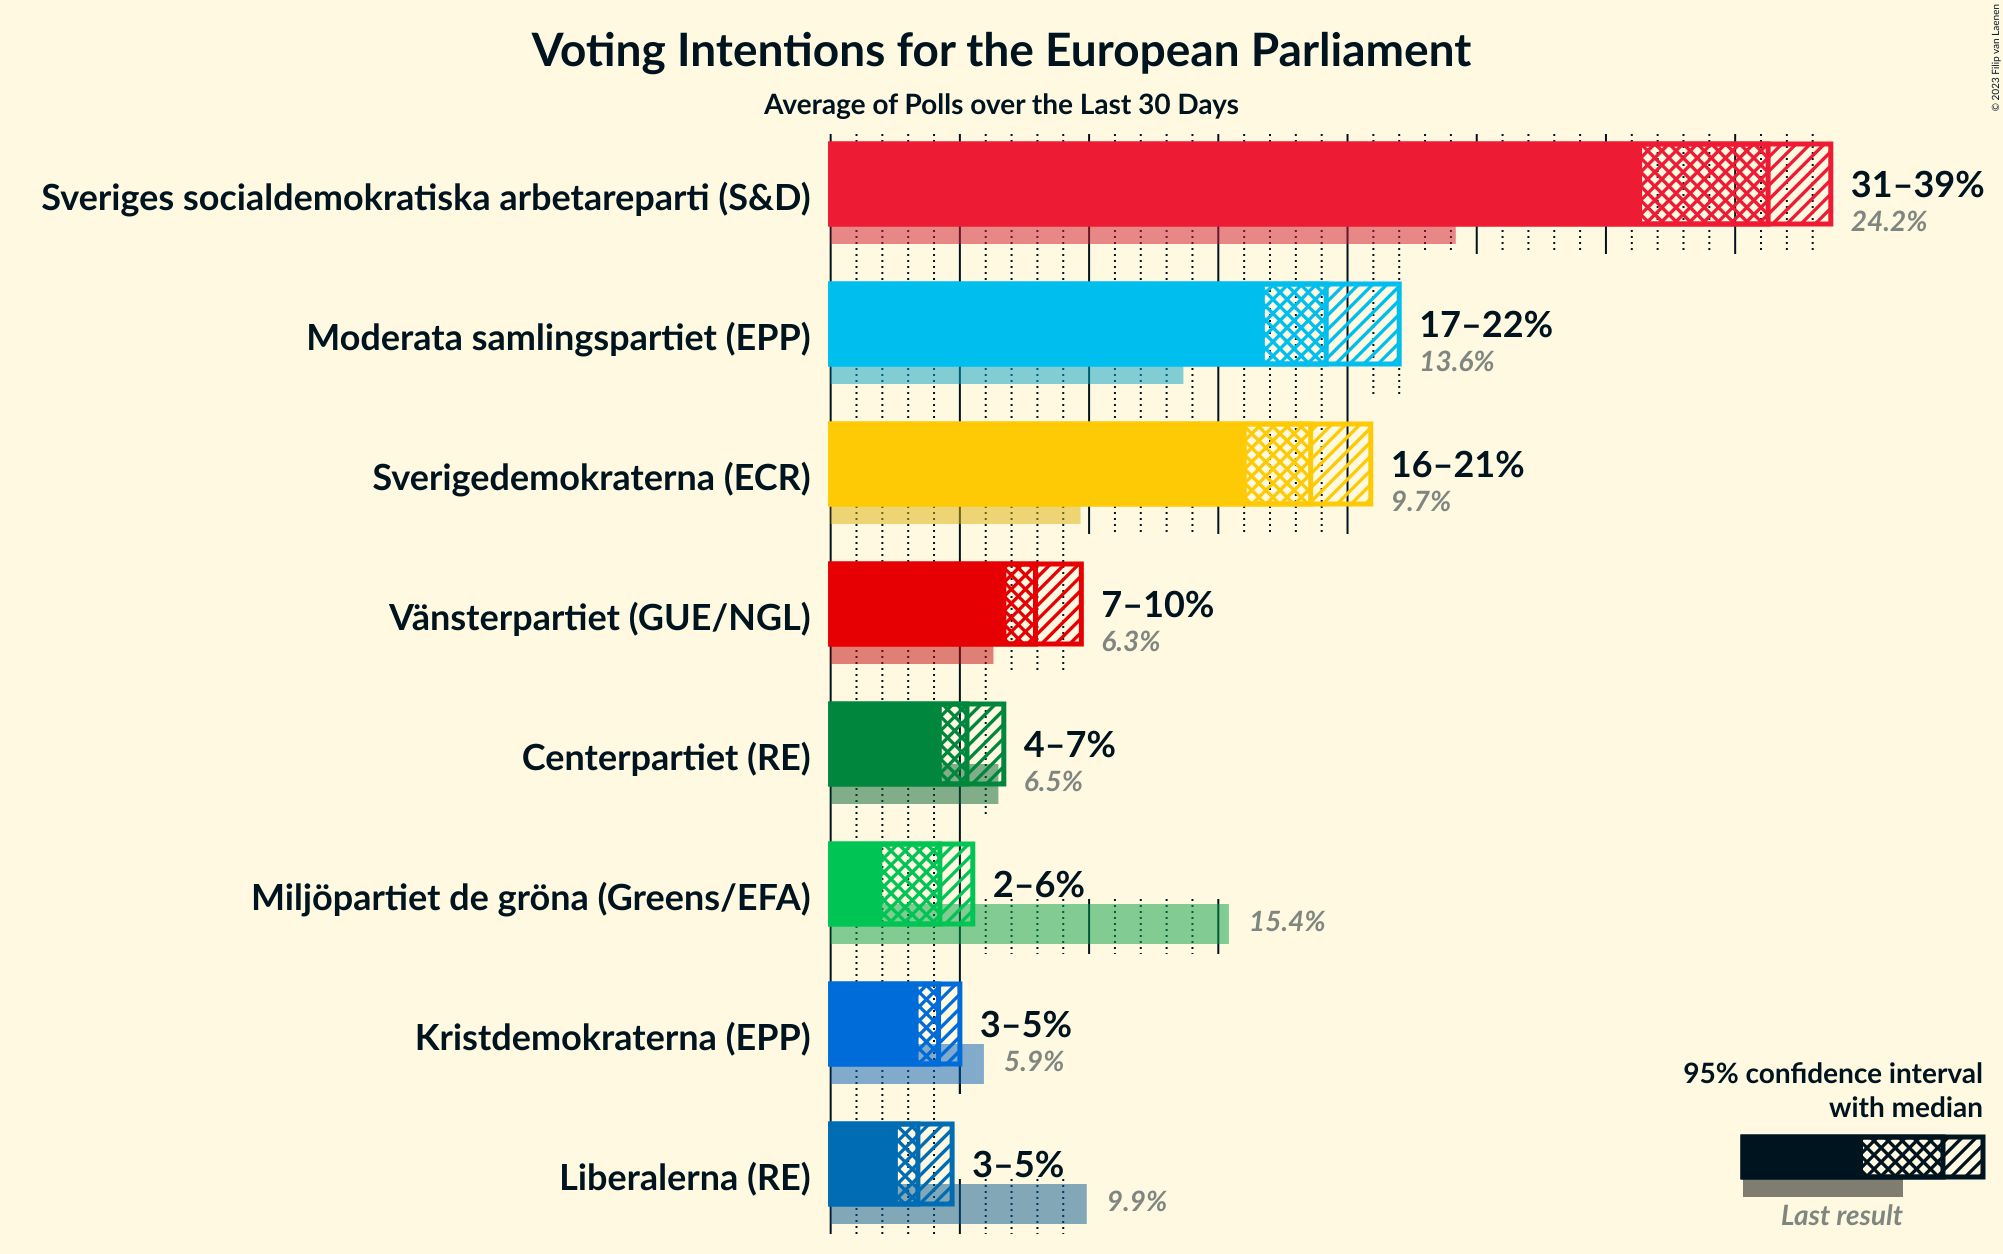 Voting Intentions for the European Parliament
Average of Polls over the Last 30 Days
© 2023 Filip van Laenen
Sveriges socialdemokratiska arbetareparti (S&D)
31–39%
24.2%
Moderata samlingspartiet (EPP)
17–22%
13.6%
Sverigedemokraterna (ECR)
16–21%
9.7%
Vänsterpartiet (GUE/NGL)
7–10%
6.3%
Centerpartiet (RE)
4–7%
6.5%
Miljöpartiet de gröna (Greens/EFA)
2–6%
15.4%
Kristdemokraterna (EPP)
3–5%
5.9%
Liberalerna (RE)
3–5%
9.9%
95% confidence interval
with median
Last result